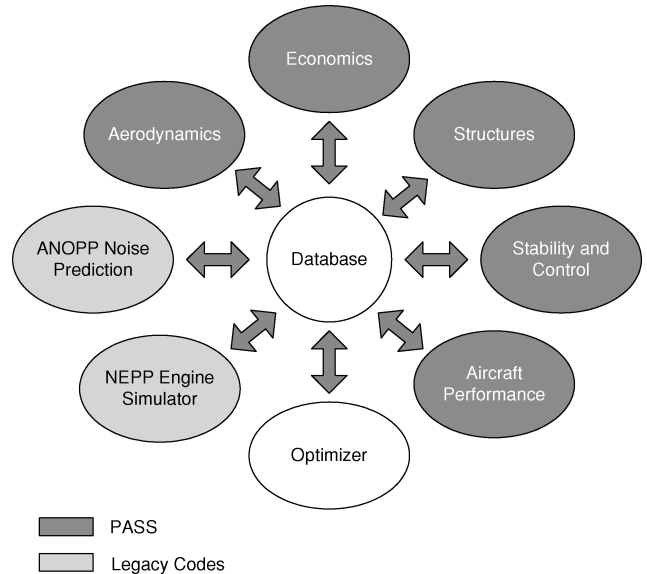 Economics
Aerodynamics
Structures
ANOPP Noise
Prediction
Database
Stability and
Control
NEPP Engine
Simulator
Aircraft
Performance
Optimizer
PASS
Legacy Codes